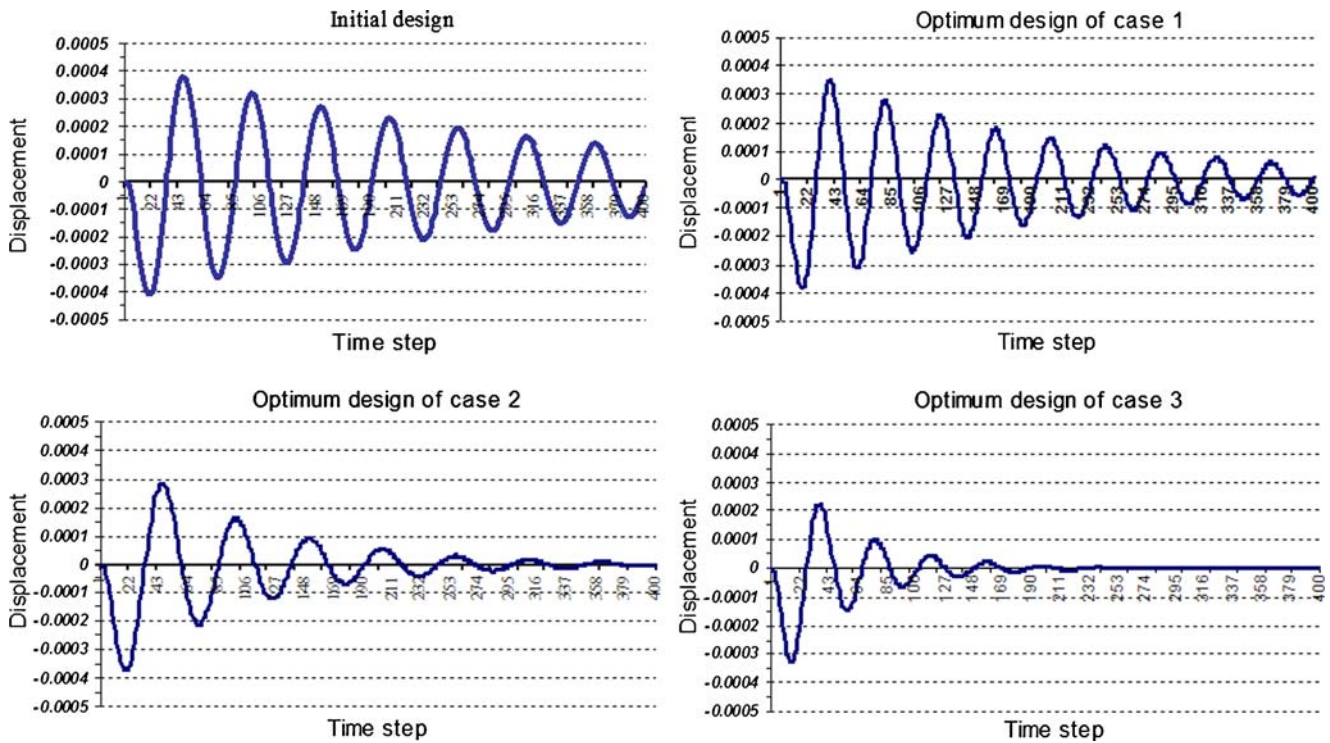 Initial design
0.0005
0.0004
0.0003
0.0002
0.0001
0
-0.0001
-0.0002
-0.0003
-0.0004
-0.0005
Displacement
22 43 106 127 148 211 232 253 316 337 358 379 400
Time step
Optimum design of case 1
0.0005
0.0004
0.0003
0.0002
0.0001
0
-0.0001
-0.0002
-0.0003
-0.0004
-0.0005
Displacement
1 22 43 64 85 106 127 148 169 190 211 232 253 274 295 316 337 358 379 400
Time step
Optimum design of case 2
0.0005
0.0004
0.0003
0.0002
0.0001
0
-0.0001
-0.0002
-0.0003
-0.0004
-0.0005
Displacement
22 43 106 127 148 190 211 232 253 274 295 316 337 358 379 400
Time step
Optimum design of case 3
0.0005
0.0004
0.0003
0.0002
0.0001
0
-0.0001
-0.0002
-0.0003
-0.0004
-0.0005
Displacement
1 22 43 64 85 106 127 148 169 190 211 232 253 274 295 316 337 358 379 400
Time step